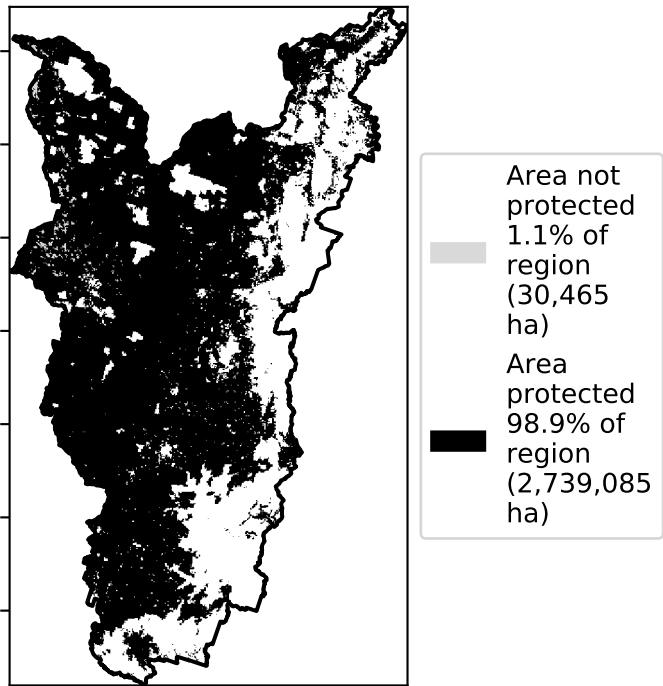 Area not
protected
1.1% of
region
(30,465
ha)
Area
protected
98.9% of
region
(2,739,085
ha)